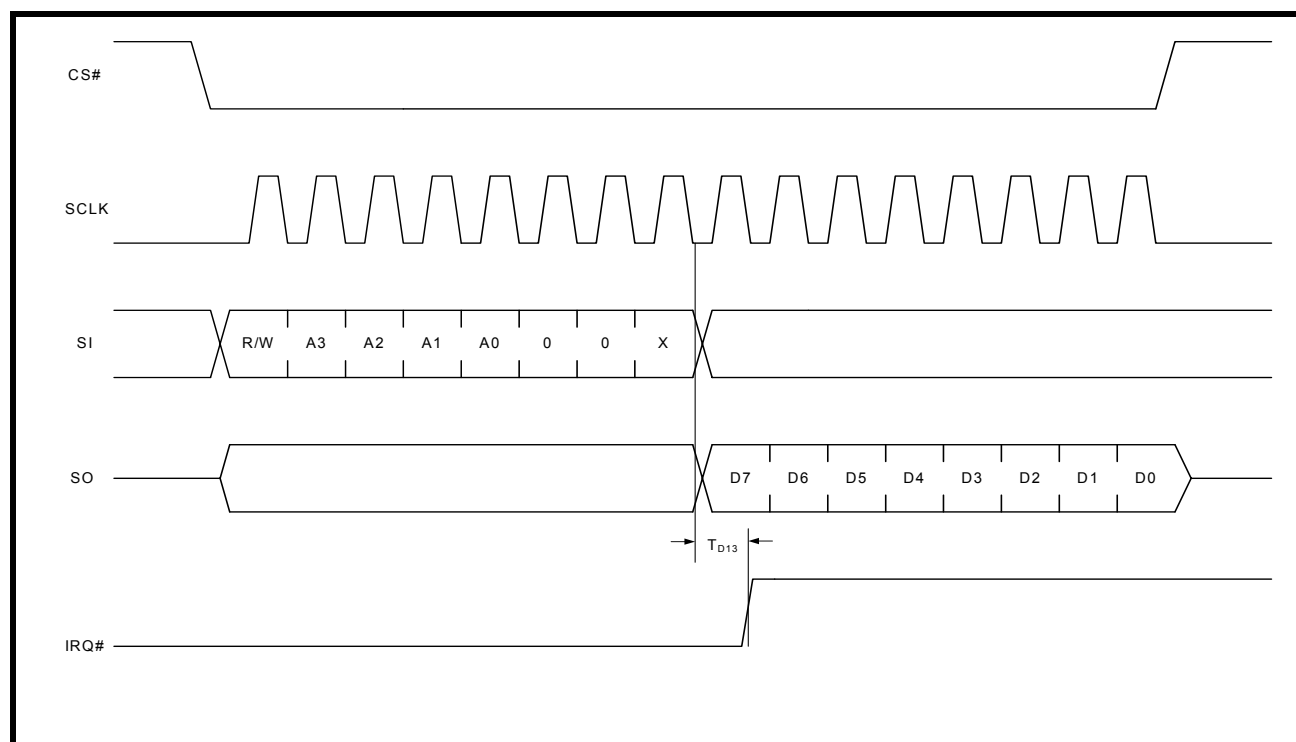 CS#
SCLK
SI R/W A3 A2 A1 A0 0 0 X
SO D7 D6 D5 D4 D3 D2 D1 D0
TD13
IRQ#